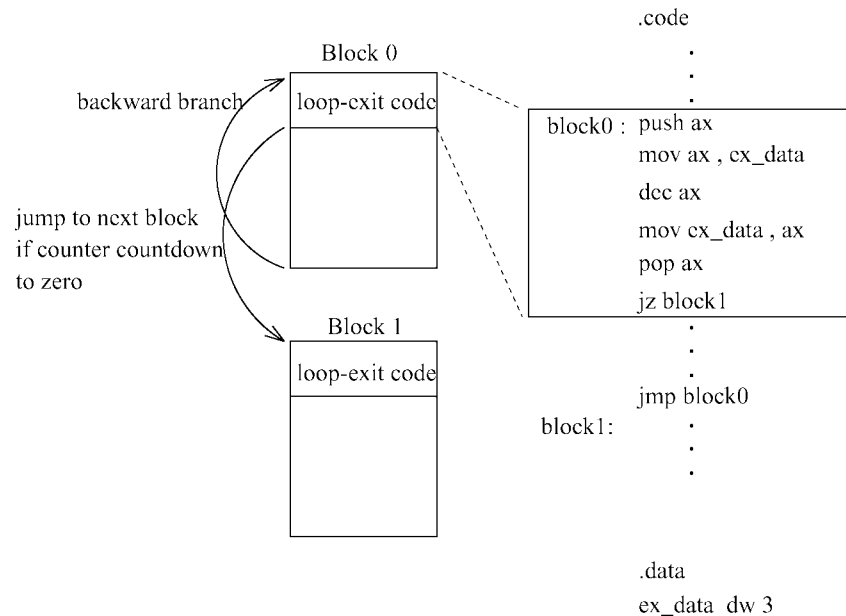 Block 0
backward branch
loop-exit code
jump to next block
if counter countdown
to zero
Block 1
loop-exit code
.code
block0 : push ax
mov ax , ex_data
dec ax
mov ex_data , ax
pop ax
jz block1
jmp block0
block1:
.data
ex_data dw 3